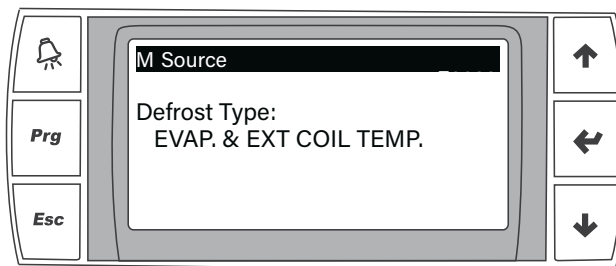 M Source
Defrost Type:
EVAP. & EXT COIL TEMP.
Prg
Esc